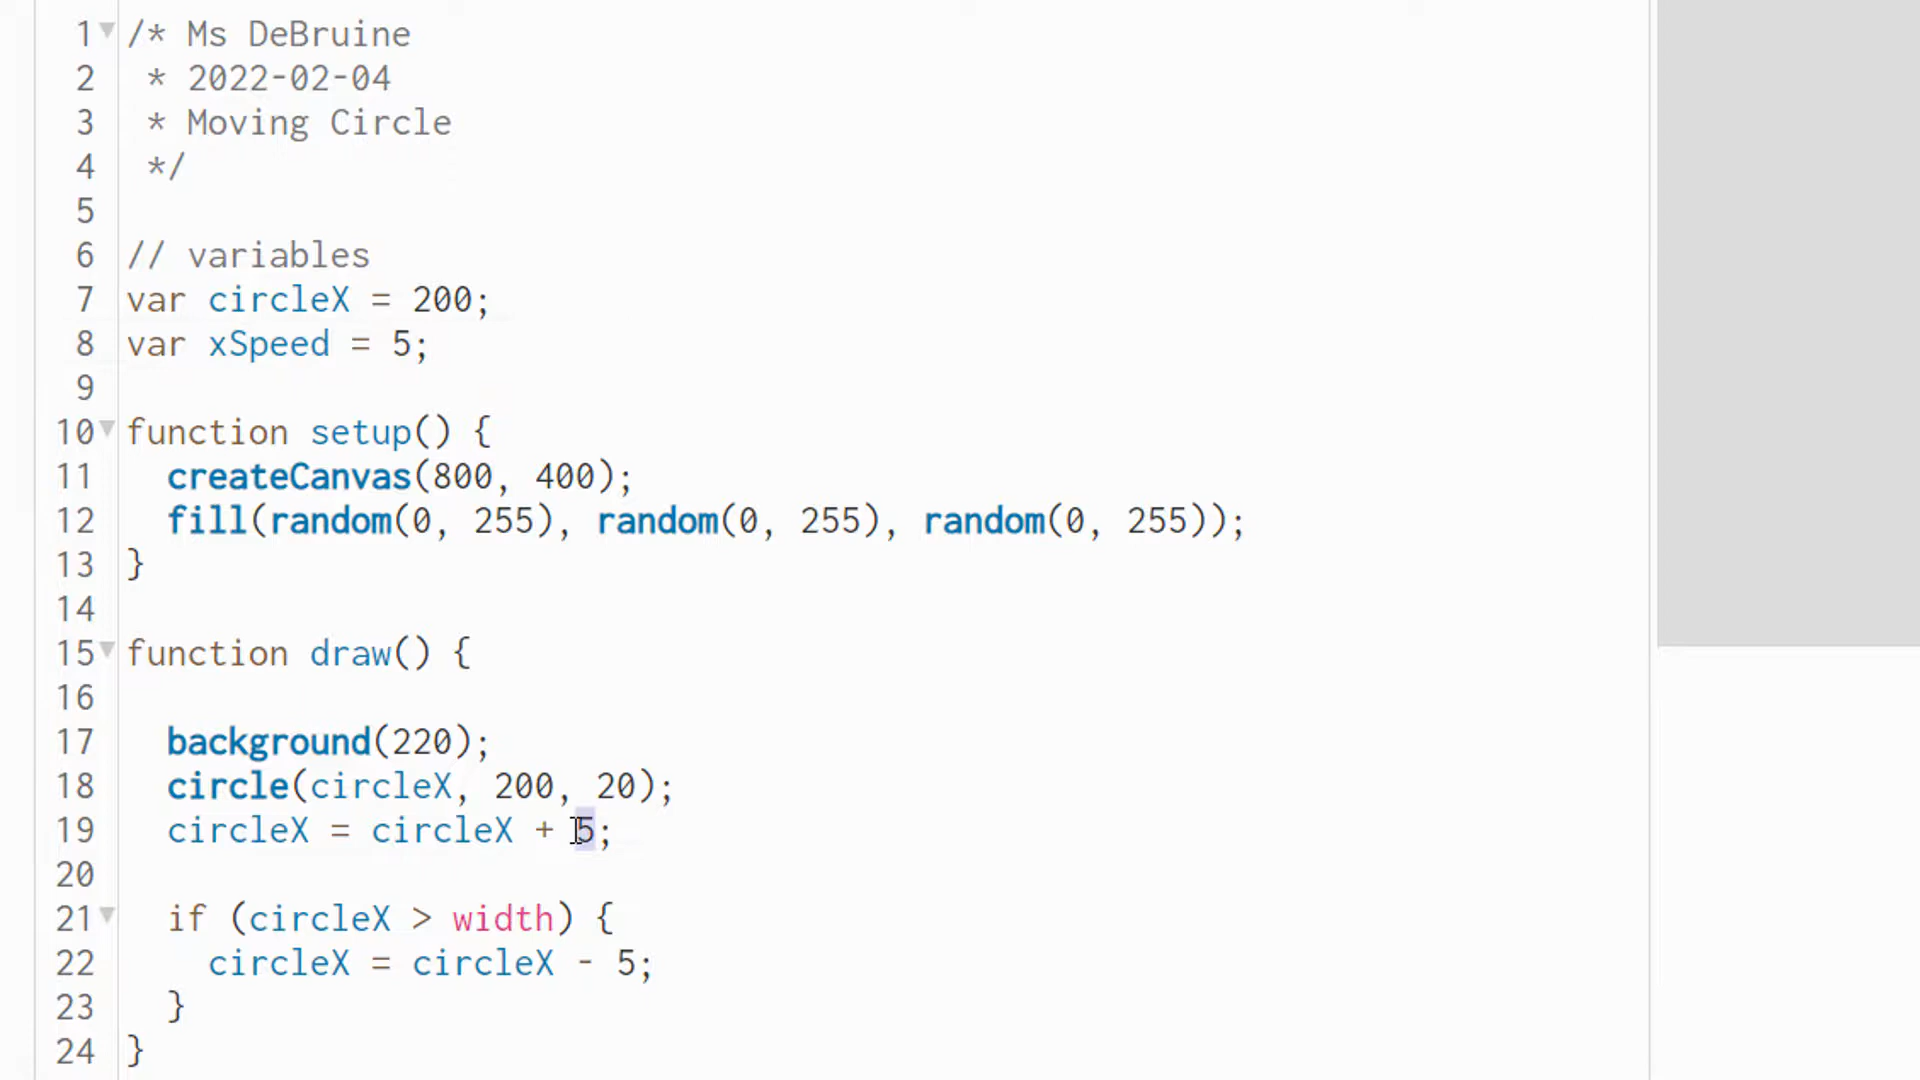 1 /* Ms DeBruine
2  * 2022-02-04
3  * Moving Circle
4  */
5
6 // variables
7 var circleX = 200;
8 var xSpeed = 5;
9
10 function setup() {
11   createCanvas(800, 400);
12   fill(random(0, 255), random(0, 255), random(0, 255));
13 }
14
15 function draw() {
16
17   background(220);
18   circle(circleX, 200, 20);
19   circleX = circleX + 5;
20
21   if (circleX > width) {
22     circleX = circleX - 5;
23   }
24 }